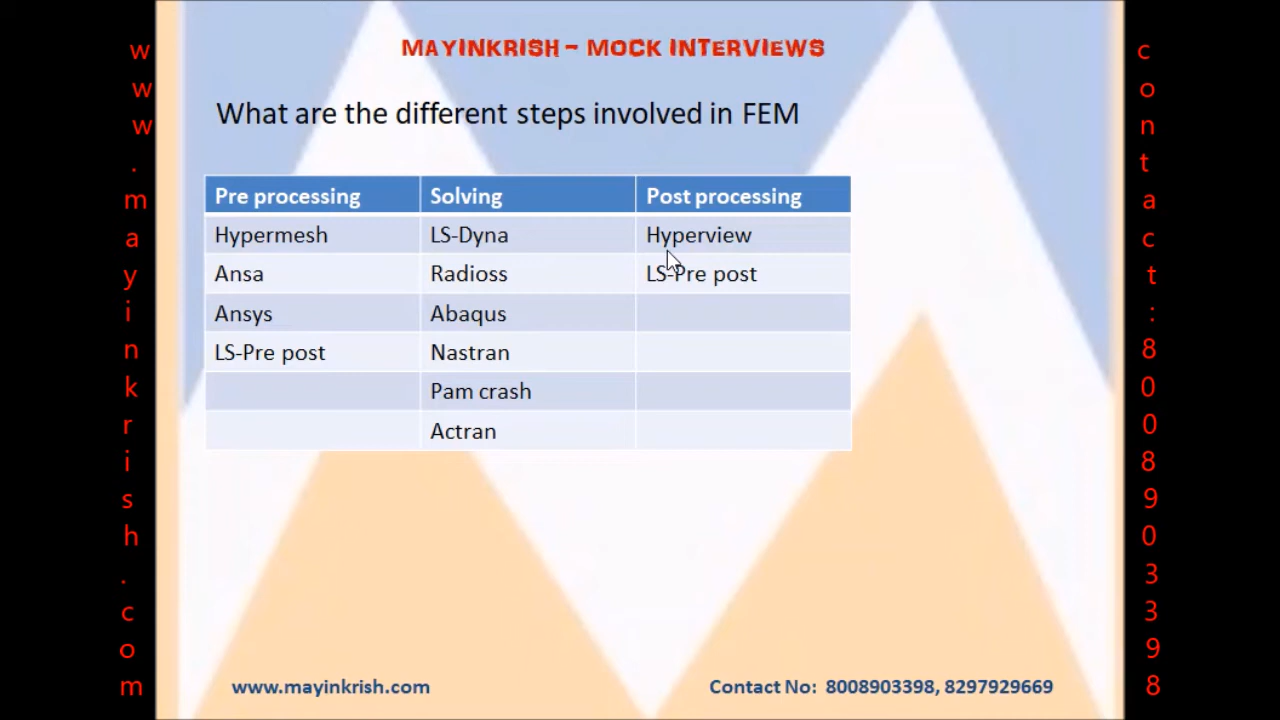 MAYINKRISH – MOCK INTERVIEWS
What are the different steps involved in FEM
Pre processing Solving Post processing
Hypermesh LS-Dyna Hyperview
Ansa Radioss LS-Pre post
Ansys Abaqus
LS-Pre post Nastran
Pam crash
Actran
www.mayinkrish.com Contact No: 8008903398, 8297929669
www.mayinkrish.com
contact:8008903398